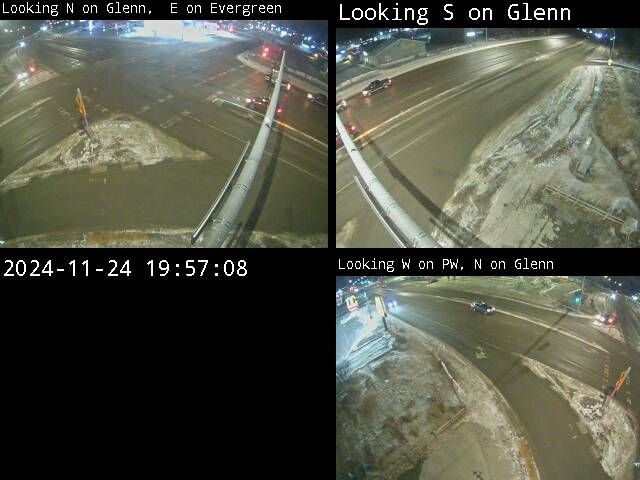 Looking N on Glenn,  E on Evergreen
Looking S on Glenn
2024-11-24 19:57:08
Looking W on PW, N on Glenn